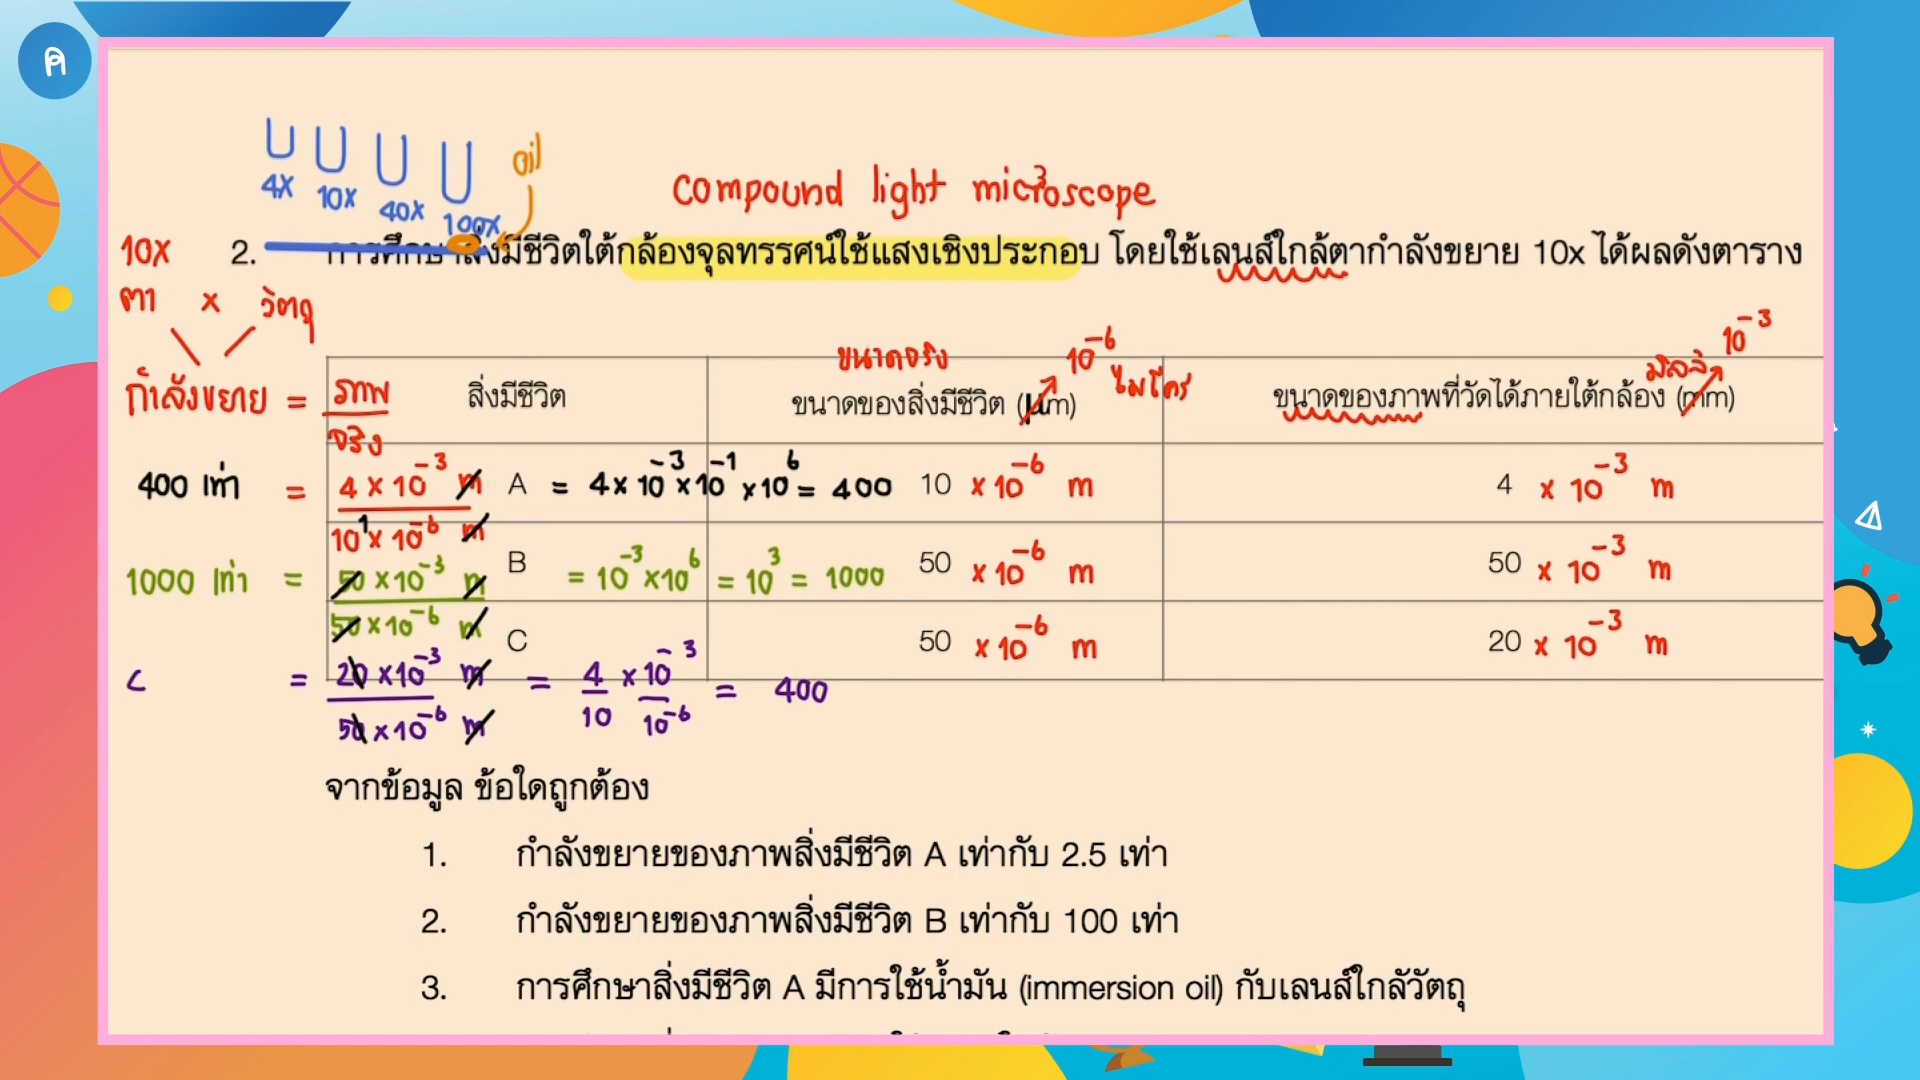 ค
4X 10X 40X 100X oil
compound light microscope
10X
2. การศึกษาสิ่งมีชีวิตใต้กล้องจุลทรรศน์ใช้แสงเชิงประกอบ โดยใช้เลนส์ใกล้ตากำลังขยาย 10x ได้ผลดังตาราง
ตา x วัตถุ
กำลังขยาย = ภาพ
จริง
สิ่งมีชีวิต
ขนาดจริง 10⁻⁶ ไมโคร
ขนาดของสิ่งมีชีวิต (μm)
มิลลิ 10⁻³
ขนาดของภาพที่วัดได้ภายใต้กล้อง (mm)
400 เท่า = 4 x 10⁻³ m A = 4x 10⁻³ x 10⁻¹ x 10⁶ = 400 10 x 10⁻⁶ m 4 x 10⁻³ m
10¹ x 10⁻⁶ m
1000 เท่า = 50 x 10⁻³ m B = 10⁻³ x 10⁶ = 10³ = 1000 50 x 10⁻⁶ m 50 x 10⁻³ m
50 x 10⁻⁶ m
C 50 x 10⁻⁶ m 20 x 10⁻³ m
C = 20 x 10⁻³ m = 4 x 10⁻³ = 400
50 x 10⁻⁶ m 10 10⁻⁶
จากข้อมูล ข้อใดถูกต้อง
1. กำลังขยายของภาพสิ่งมีชีวิต A เท่ากับ 2.5 เท่า
2. กำลังขยายของภาพสิ่งมีชีวิต B เท่ากับ 100 เท่า
3. การศึกษาสิ่งมีชีวิต A มีการใช้น้ำมัน (immersion oil) กับเลนส์ใกล้วัตถุ